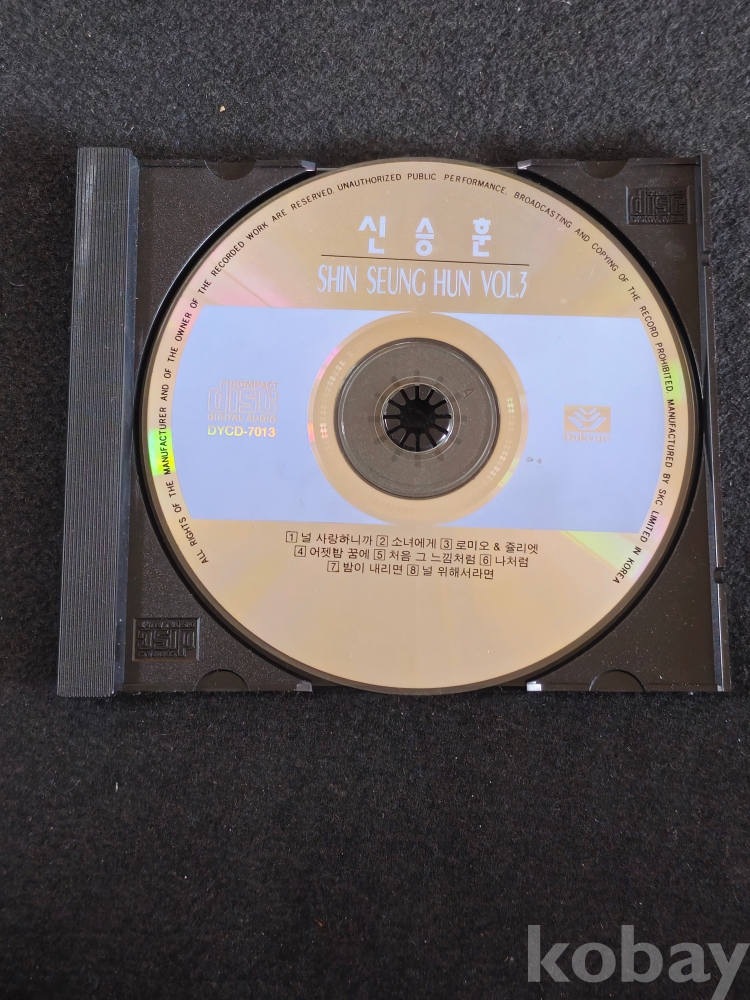 ALL RIGHTS OF THE MANUFACTURER AND OF THE OWNER OF THE RECORDED WORK ARE RESERVED. UNAUTHORIZED PUBLIC PERFORMANCE, BROADCASTING AND COPYING OF THE RECORD PROHIBITED. MANUFACTURED BY SKC LIMITED IN KOREA
신승훈
SHIN SEUNG HUN VOL.3
COMPACT
disc
DIGITAL AUDIO
DYCD-7013
1 널 사랑하니까 2 소녀에게 3 로미오 & 쥴리엣
4 어젯밤 꿈에 5 처음 그 느낌처럼 6 나처럼
7 밤이 내리면 8 널 위해서라면
disc
disc
kobay